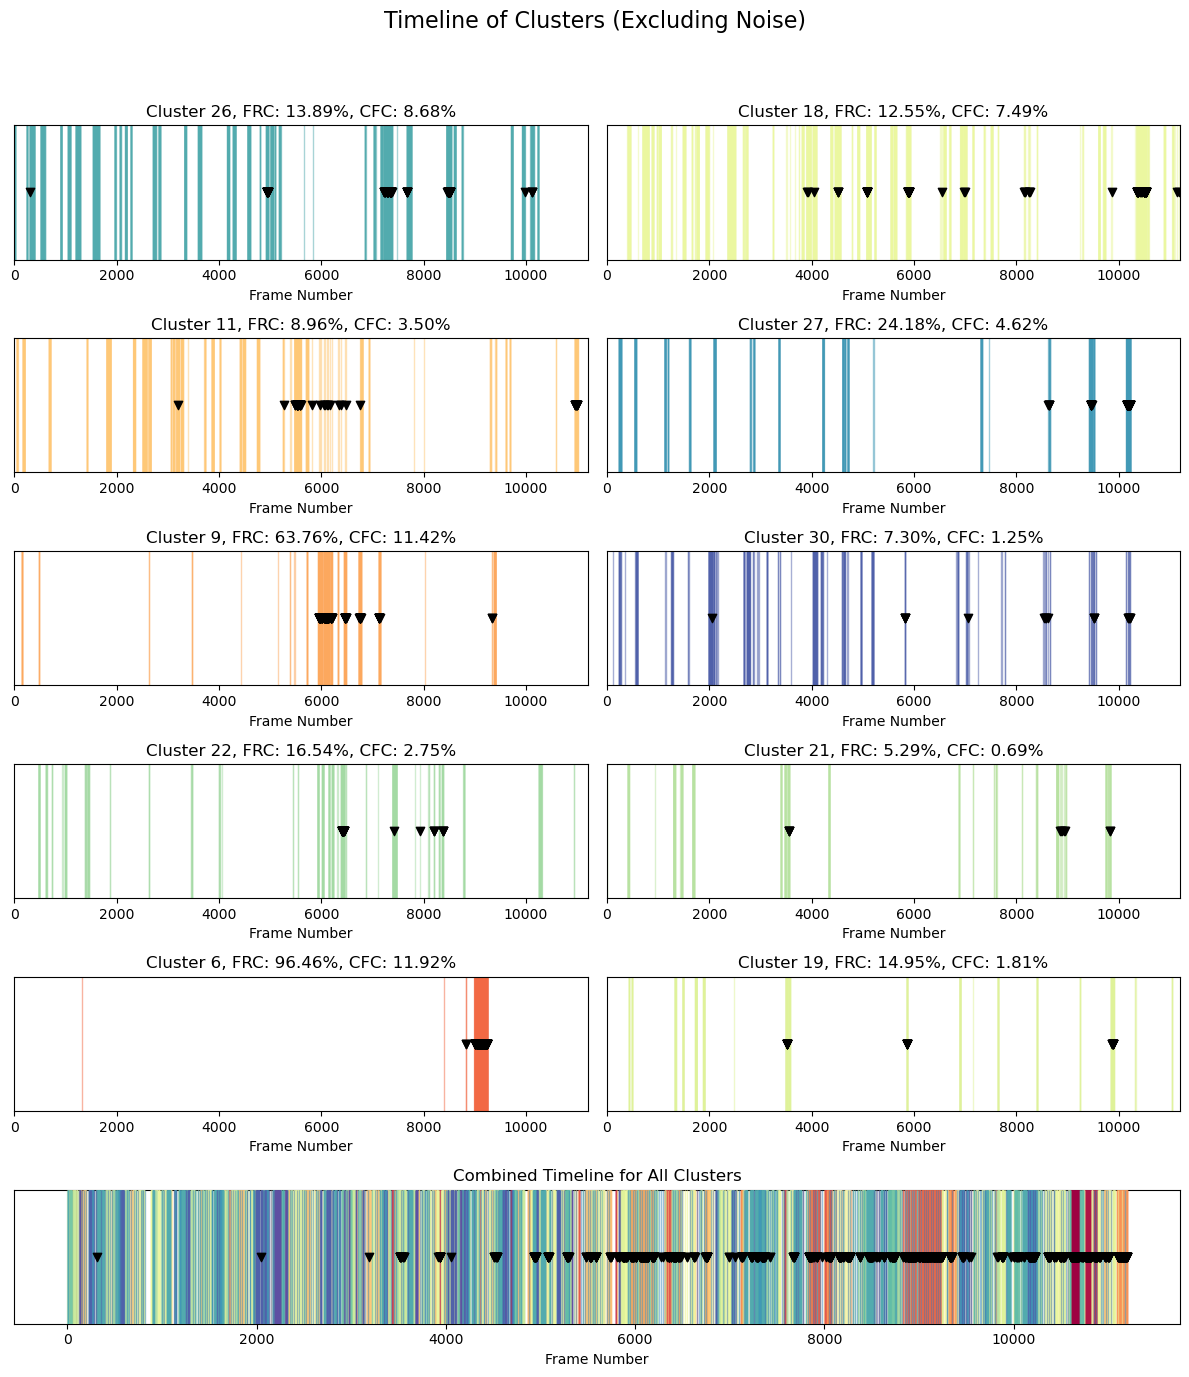 Timeline of Clusters (Excluding Noise)
Cluster 26, FRC: 13.89%, CFC: 8.68%
0 2000 4000 6000 8000 10000
Frame Number
Cluster 18, FRC: 12.55%, CFC: 7.49%
0 2000 4000 6000 8000 10000
Frame Number
Cluster 11, FRC: 8.96%, CFC: 3.50%
0 2000 4000 6000 8000 10000
Frame Number
Cluster 27, FRC: 24.18%, CFC: 4.62%
0 2000 4000 6000 8000 10000
Frame Number
Cluster 9, FRC: 63.76%, CFC: 11.42%
0 2000 4000 6000 8000 10000
Frame Number
Cluster 30, FRC: 7.30%, CFC: 1.25%
0 2000 4000 6000 8000 10000
Frame Number
Cluster 22, FRC: 16.54%, CFC: 2.75%
0 2000 4000 6000 8000 10000
Frame Number
Cluster 21, FRC: 5.29%, CFC: 0.69%
0 2000 4000 6000 8000 10000
Frame Number
Cluster 6, FRC: 96.46%, CFC: 11.92%
0 2000 4000 6000 8000 10000
Frame Number
Cluster 19, FRC: 14.95%, CFC: 1.81%
0 2000 4000 6000 8000 10000
Frame Number
Combined Timeline for All Clusters
0 2000 4000 6000 8000 10000
Frame Number